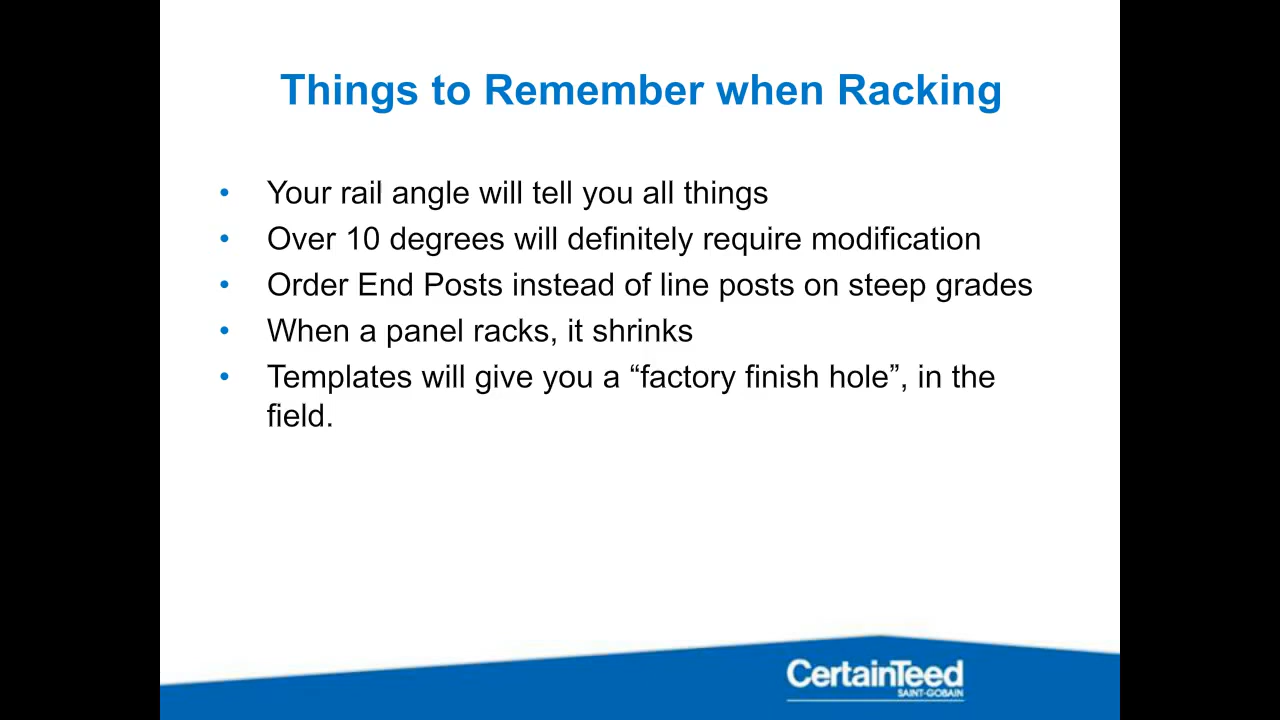 Things to Remember when Racking
• Your rail angle will tell you all things
• Over 10 degrees will definitely require modification
• Order End Posts instead of line posts on steep grades
• When a panel racks, it shrinks
• Templates will give you a “factory finish hole”, in the
field.
CertainTeed
SAINT-GOBAIN